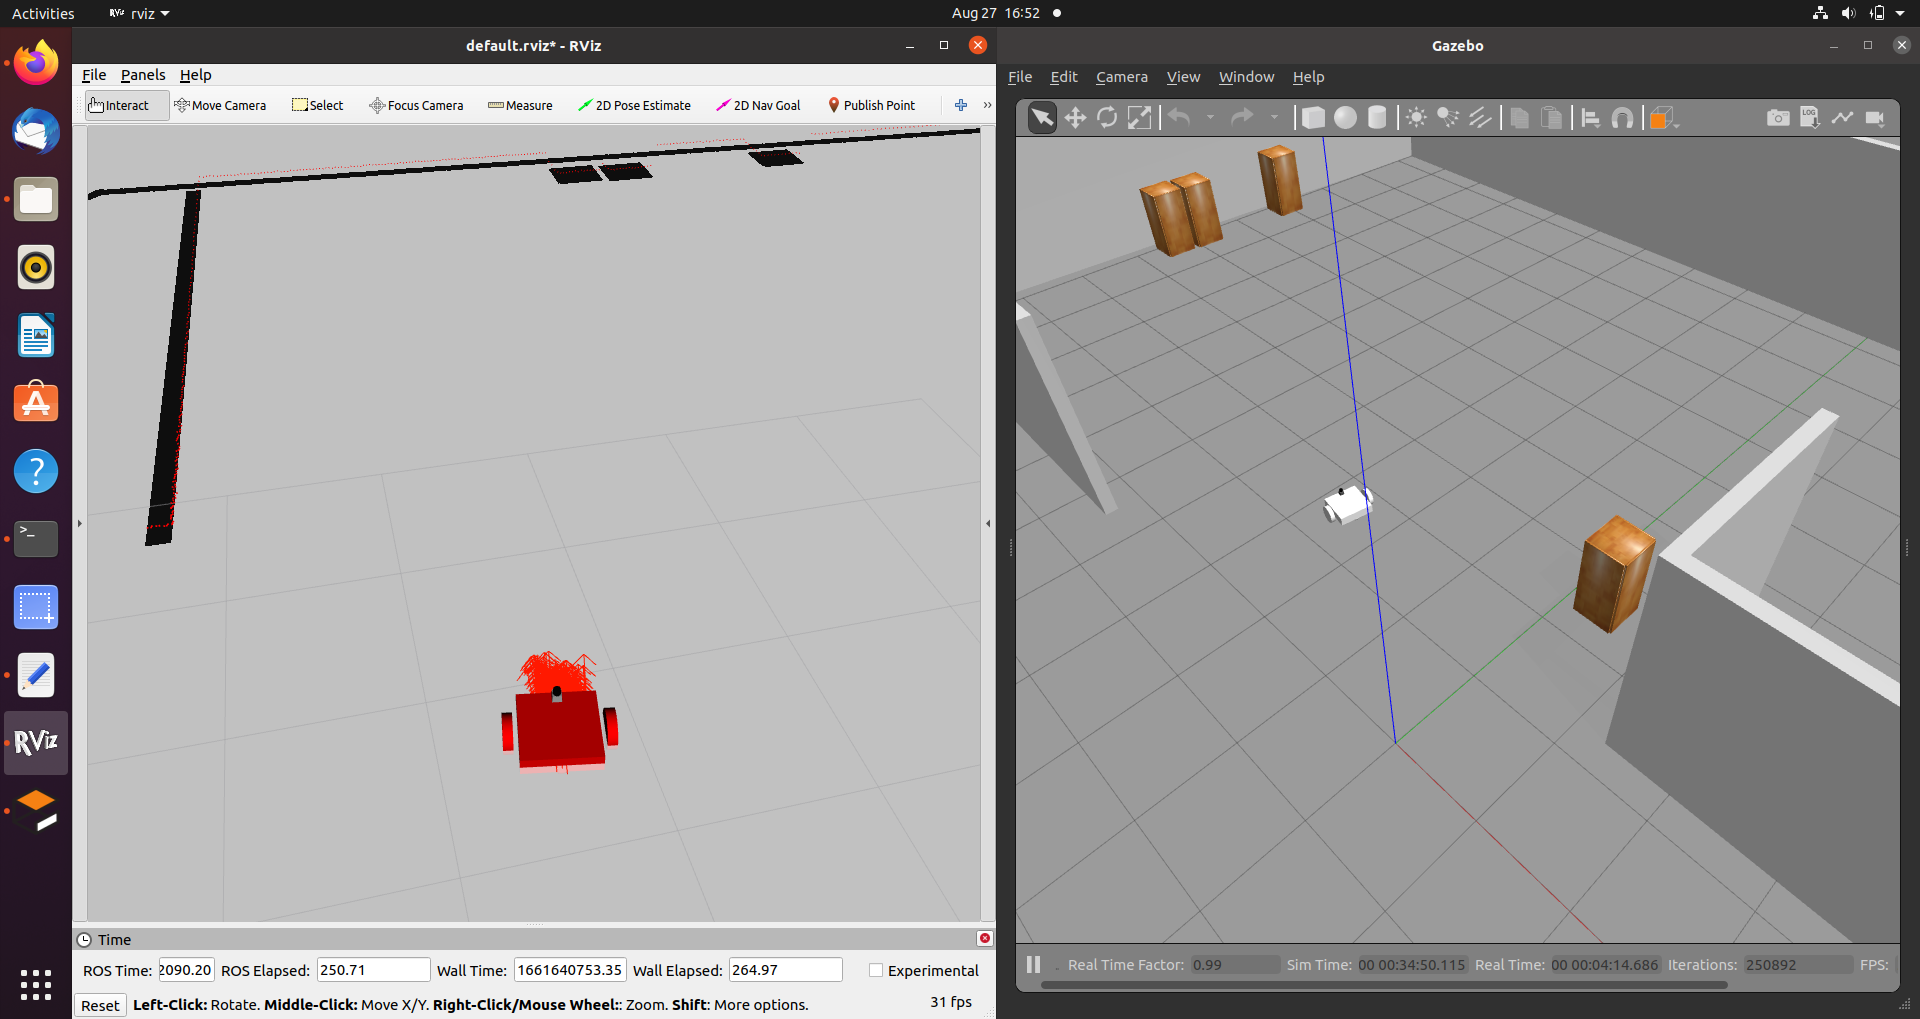 Activities rviz Aug 27 16:52
default.rviz* - RViz
File Panels Help
Interact Move Camera Select Focus Camera Measure 2D Pose Estimate 2D Nav Goal Publish Point »
Time
ROS Time: 2090.20 ROS Elapsed: 250.71 Wall Time: 1661640753.35 Wall Elapsed: 264.97 Experimental
Reset Left-Click: Rotate. Middle-Click: Move X/Y. Right-Click/Mouse Wheel:: Zoom. Shift: More options. 31 fps
Gazebo
File Edit Camera View Window Help
LOG
Real Time Factor: 0.99 Sim Time: 00 00:34:50.115 Real Time: 00 00:04:14.686 Iterations: 250892 FPS:
>_
?
RViz